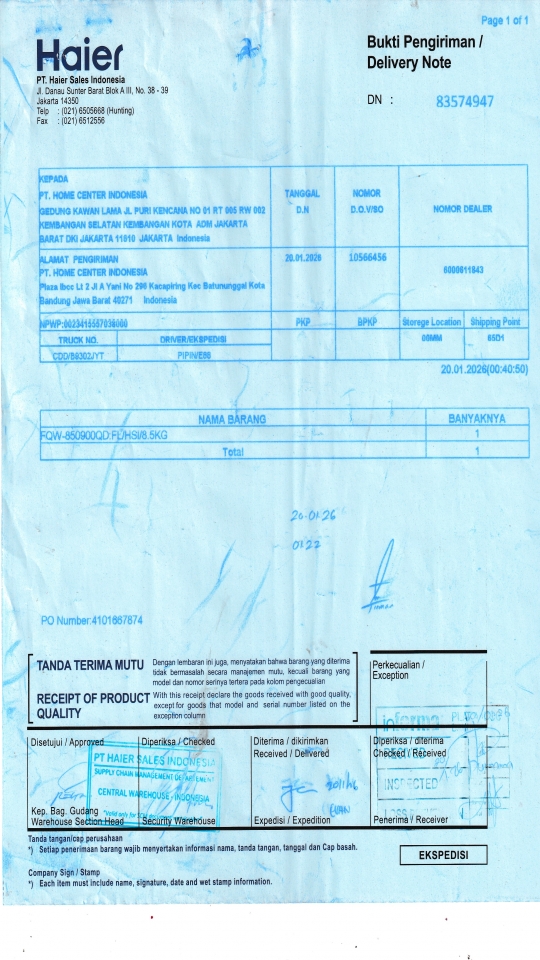 Page 1 of 1
Haier
PT. Haier Sales Indonesia
Jl. Danau Sunter Barat Blok A III, No. 38 - 39
Jakarta 14350
Telp : (021) 6505668 (Hunting)
Fax : (021) 6512556
Bukti Pengiriman /
Delivery Note
DN : 83574947
KEPADA
PT. HOME CENTER INDONESIA
GEDUNG KAWAN LAMA JL PURI KENCANA NO 01 RT 005 RW 002
KEMBANGAN SELATAN KEMBANGAN KOTA ADM JAKARTA
BARAT DKI JAKARTA 11610 JAKARTA Indonesia
TANGGAL
D.N
NOMOR
D.O.V/SO
NOMOR DEALER
ALAMAT PENGIRIMAN
PT. HOME CENTER INDONESIA
Plaza Ibcc Lt 2 Jl A Yani No 296 Kacapiring Kec Batununggal Kota
Bandung Jawa Barat 40271 Indonesia
20.01.2026
10566456
6000611843
NPWP:0023415557036000
PKP
BPKP
Storege Location
Shipping Point
TRUCK NO.
DRIVER/EKSPEDISI
05MM
65D1
CDD/B9302JYT
PIPIN/E68
20.01.2026(00:40:50)
NAMA BARANG
BANYAKNYA
FQW-850900QD:FL/HSI/8.5KG
1
Total
1
20-01-26
01:22
PO Number:4101667874
TANDA TERIMA MUTU
Dengan lembaran ini juga, menyatakan bahwa barang yang diterima
tidak bermasalah secara manajemen mutu, kecuali barang yang
model dan nomor serinya tertera pada kolom pengecualian
RECEIPT OF PRODUCT
QUALITY
With this receipt declare the goods received with good quality,
except for goods that model and serial number listed on the
exception column
Perkecualian /
Exception
informa
Disetujui / Approved
Diperiksa / Checked
Diterima / dikirimkan
Received / Delivered
Diperiksa / diterima
Checked / Received
PT HAIER SALES INDONESIA
SUPPLY CHAIN MANAGEMENT DEPARTEMENT
CENTRAL WAREHOUSE - INDONESIA
INSPECTED
Kep. Bag. Gudang
Warehouse Section Head
Security Warehouse
Expedisi / Expedition
Penerima / Receiver
Tanda tangan/cap perusahaan
*) Setiap penerimaan barang wajib menyertakan informasi nama, tanda tangan, tanggal dan Cap basah.
EKSPEDISI
Company Sign / Stamp
*) Each item must include name, signature, date and wet stamp information.